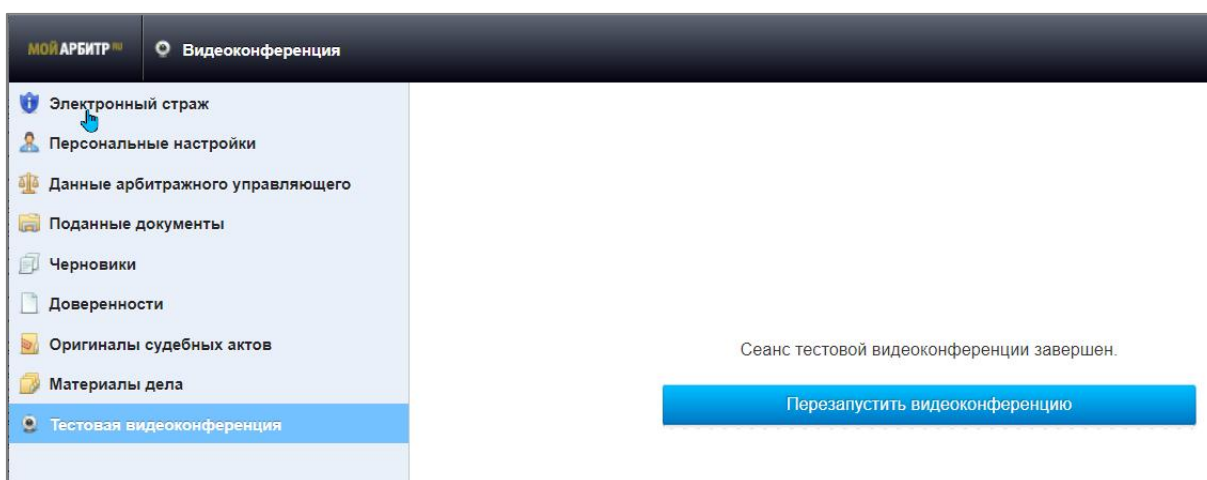 МОЙ АРБИТР RU
Видеоконференция
Электронный страж
Персональные настройки
Данные арбитражного управляющего
Поданные документы
Черновики
Доверенности
Оригиналы судебных актов
Материалы дела
Тестовая видеоконференция
Сеанс тестовой видеоконференции завершен.
Перезапустить видеоконференцию